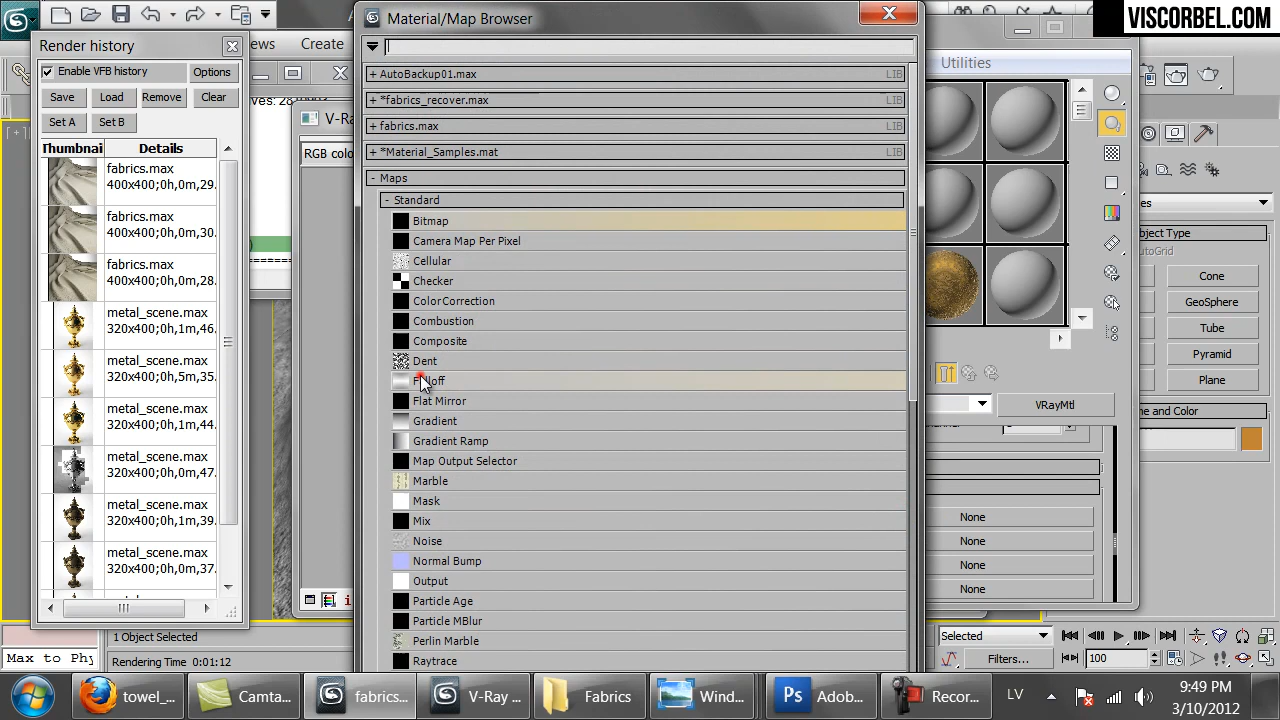 VISCORBEL.COM
Material/Map Browser
Render history
Enable VFB history
Options
Save
Load
Remove
Clear
Set A
Set B
Details
fabrics.max
400x400;0h,0m,29.
fabrics.max
400x400;0h,0m,30.
fabrics.max
400x400;0h,0m,28.
metal_scene.max
320x400;0h,1m,46.
metal_scene.max
320x400;0h,5m,35.
metal_scene.max
320x400;0h,1m,44.
metal_scene.max
320x400;0h,0m,47.
metal_scene.max
320x400;0h,1m,39.
metal_scene.max
320x400;0h,0m,37.
Create
RGB
+ AutoBackup01.max LIB
+ *fabrics_recover.max LIB
+ fabrics.max LIB
+ *Material_Samples.mat LIB
- Maps
- Standard
Bitmap
Camera Map Per Pixel
Cellular
Checker
ColorCorrection
Combustion
Composite
Dent
Flat Mirror
Gradient
Gradient Ramp
Map Output Selector
Marble
Mask
Mix
Noise
Normal Bump
Output
Particle Age
Particle MBlur
Perlin Marble
Raytrace
Utilities
VRayMtl
None
None
None
None
Type
Cone
GeoSphere
Tube
Pyramid
Plane
and Color
1 Object Selected
Max to Phy
Rendering Time 0:01:12
Selected
Filters...
100
towel_...
Camta...
fabrics...
V-Ray ...
Fabrics
Wind...
Adob...
Recor...
LV
9:49 PM
3/10/2012